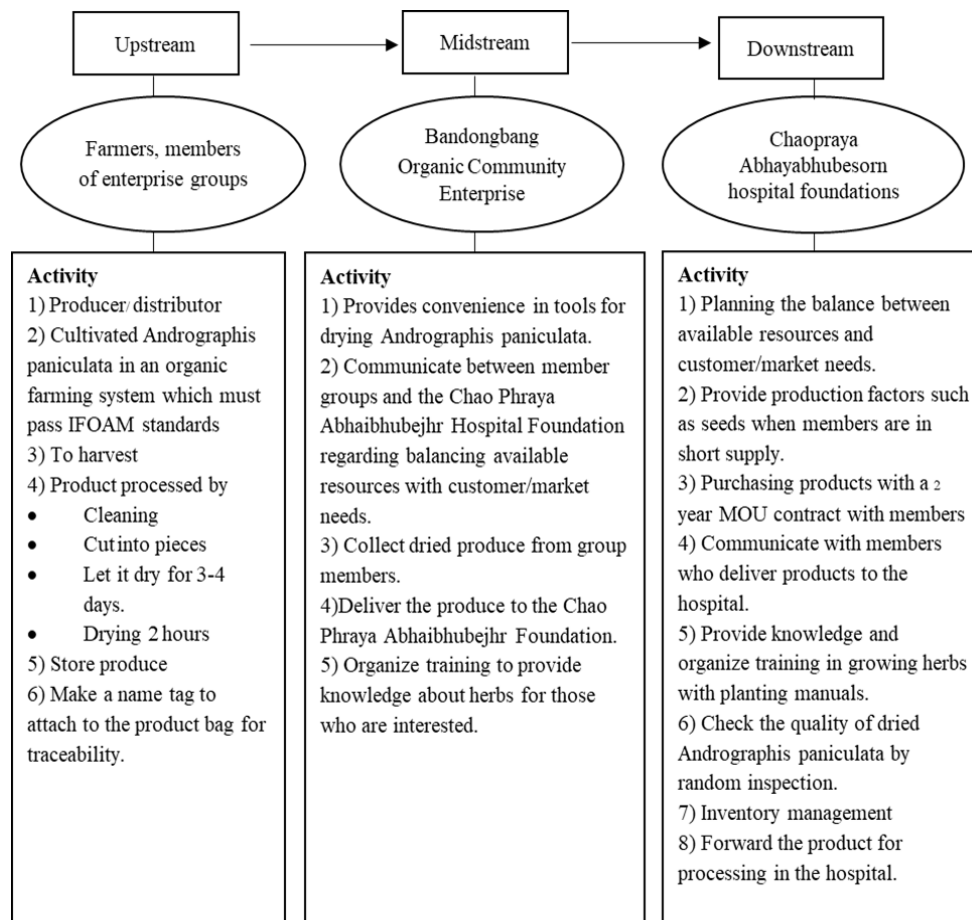 Upstream
Midstream
Downstream
Farmers, members
of enterprise groups
Bandongbang
Organic Community
Enterprise
Chaopraya
Abhayabhubesorn
hospital foundations
Activity
1) Producer/ distributor
2) Cultivated Andrographis
paniculata in an organic
farming system which must
pass IFOAM standards
3) To harvest
4) Product processed by
• Cleaning
• Cut into pieces
• Let it dry for 3-4
days.
• Drying 2 hours
5) Store produce
6) Make a name tag to
attach to the product bag for
traceability.
Activity
1) Provides convenience in tools for
drying Andrographis paniculata.
2) Communicate between member
groups and the Chao Phraya
Abhaibhubejhr Hospital Foundation
regarding balancing available
resources with customer/market
needs.
3) Collect dried produce from group
members.
4)Deliver the produce to the Chao
Phraya Abhaibhubejhr Foundation.
5) Organize training to provide
knowledge about herbs for those
who are interested.
Activity
1) Planning the balance between
available resources and
customer/market needs.
2) Provide production factors such
as seeds when members are in
short supply.
3) Purchasing products with a 2
year MOU contract with members
4) Communicate with members
who deliver products to the
hospital.
5) Provide knowledge and
organize training in growing herbs
with planting manuals.
6) Check the quality of dried
Andrographis paniculata by
random inspection.
7) Inventory management
8) Forward the product for
processing in the hospital.